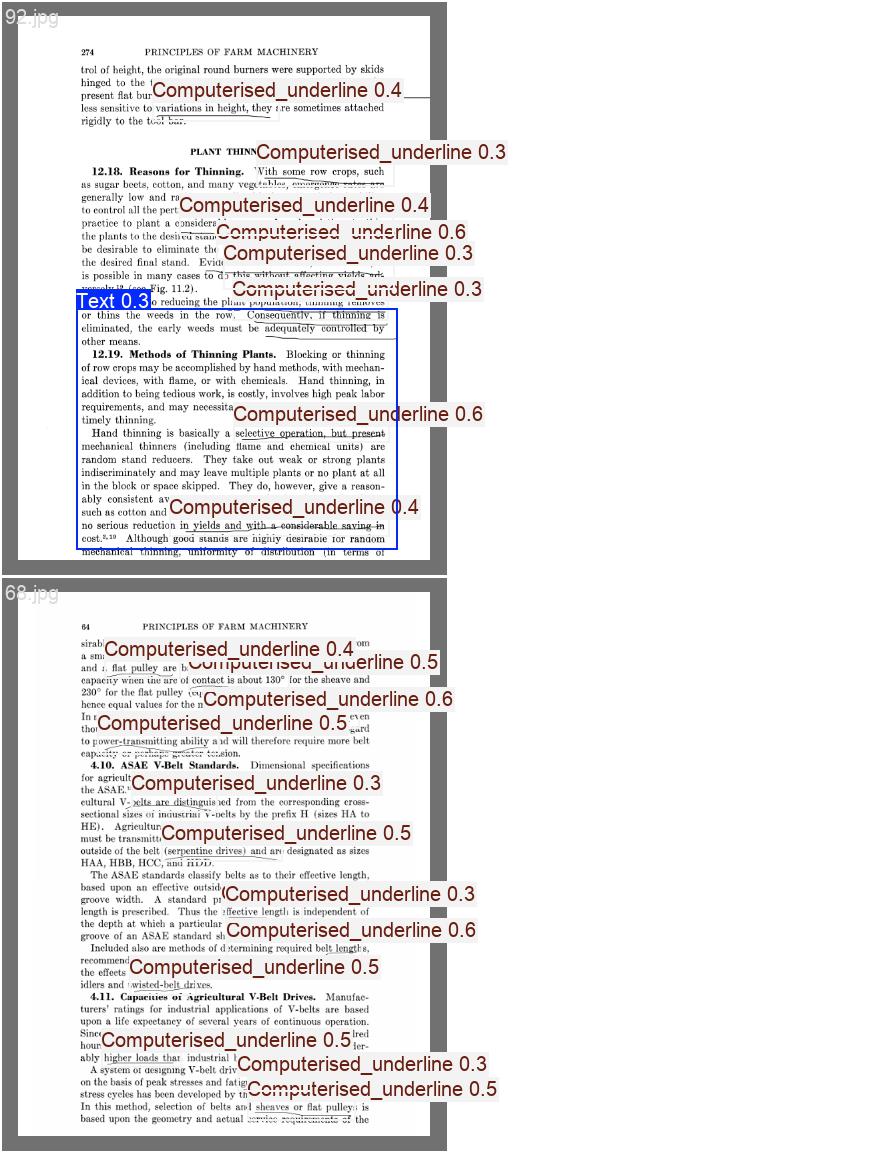 92.jpg
274 PRINCIPLES OF FARM MACHINERY
trol of height, the original round burners were supported by skids
hinged to the
Computerised_underline 0.4
present flat bur
less sensitive to variations in height, they are sometimes attached
rigidly to the tool bar.
PLANT THINN
Computerised_underline 0.3
12.18. Reasons for Thinning. With some row crops, such
as sugar beets, cotton, and many vegetables, emergence rates are
generally low and ra
Computerised_underline 0.4
to control all the pert
practice to plant a considera
Computerised_underline 0.6
the plants to the desired stan
be desirable to eliminate the
Computerised_underline 0.3
the desired final stand. Evide
is possible in many cases to do this without affecting yields ad-
versely (see Fig. 11.2).
Computerised_underline 0.3
Text 0.3
o reducing the plant population, thinning removes
or thins the weeds in the row. Consequently, if thinning is
eliminated, the early weeds must be adequately controlled by
other means.
12.19. Methods of Thinning Plants. Blocking or thinning
of row crops may be accomplished by hand methods, with mechan-
ical devices, with flame, or with chemicals. Hand thinning, in
addition to being tedious work, is costly, involves high peak labor
requirements, and may necessita
Computerised_underline 0.6
timely thinning.
Hand thinning is basically a selective operation, but present
mechanical thinners (including flame and chemical units) are
random stand reducers. They take out weak or strong plants
indiscriminately and may leave multiple plants or no plant at all
in the block or space skipped. They do, however, give a reason-
ably consistent av
Computerised_underline 0.4
such as cotton and
no serious reduction in yields and with a considerable saving in
cost.⁹,¹⁹ Although good stands are highly desirable for random
mechanical thinning, uniformity of distribution (in terms of
68.jpg
64 PRINCIPLES OF FARM MACHINERY
sirab
Computerised_underline 0.4
om
a sm
Computerised_underline 0.5
and a flat pulley are b
capacity when the arc of contact is about 130° for the sheave and
230° for the flat pulley (eq
Computerised_underline 0.6
hence equal values for the
In
Computerised_underline 0.5
even
thou
gard
to power-transmitting ability and will therefore require more belt
capacity or perhaps greater tension.
4.10. ASAE V-Belt Standards. Dimensional specifications
for agricult
Computerised_underline 0.3
the ASAE.
cultural V-belts are distinguished from the corresponding cross-
sectional sizes of industrial V-belts by the prefix H (sizes HA to
HE). Agricultur
Computerised_underline 0.5
must be transmitt
outside of the belt (serpentine drives) and are designated as sizes
HAA, HBB, HCC, and HDD.
The ASAE standards classify belts as to their effective length,
based upon an effective outsid
Computerised_underline 0.3
groove width. A standard p
length is prescribed. Thus the effective length is independent of
the depth at which a particular
Computerised_underline 0.6
groove of an ASAE standard sh
Included also are methods of determining required belt lengths,
recommend
Computerised_underline 0.5
the effects
idlers and twisted-belt drives.
4.11. Capacities of Agricultural V-Belt Drives. Manufac-
turers' ratings for industrial applications of V-belts are based
upon a life expectancy of several years of continuous operation.
Since
Computerised_underline 0.5
ired
hour
der-
ably higher loads than industrial
Computerised_underline 0.3
A system of designing V-belt driv
on the basis of peak stresses and fatig
Computerised_underline 0.5
stress cycles has been developed by th
In this method, selection of belts and sheaves or flat pulleys is
based upon the geometry and actual service requirements of the